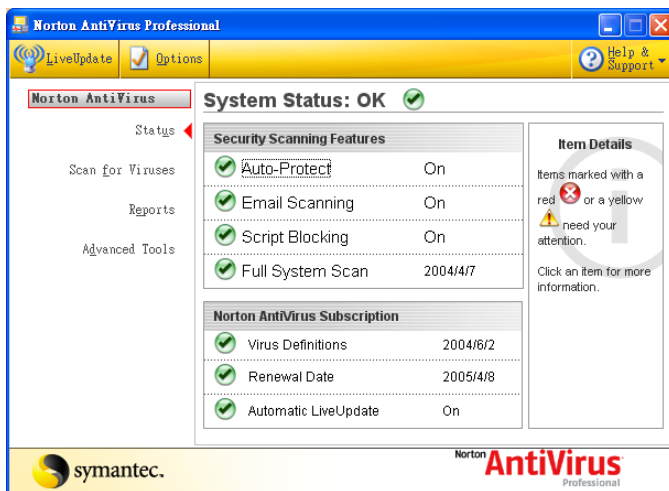 Norton AntiVirus Professional
LiveUpdate
Options
Help &
Support
Norton AntiVirus
Status
Scan for Viruses
Reports
Advanced Tools
System Status: OK
Security Scanning Features
Auto-Protect On
Email Scanning On
Script Blocking On
Full System Scan 2004/4/7
Norton AntiVirus Subscription
Virus Definitions 2004/6/2
Renewal Date 2005/4/8
Automatic LiveUpdate On
Item Details
Items marked with a
red or a yellow
need your
attention.
Click an item for more
information.
symantec.
Norton AntiVirus
Professional